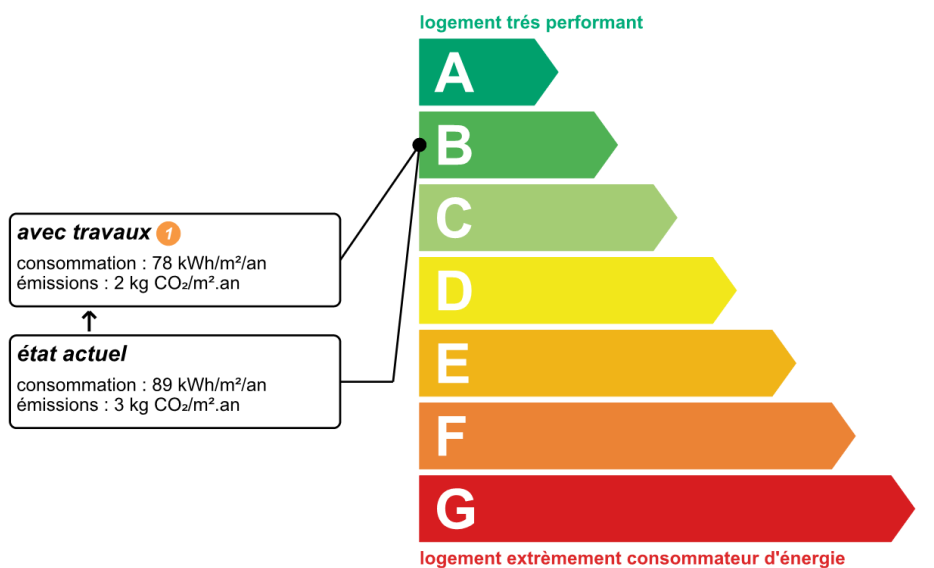 logement trés performant
A
B
C
D
E
F
G
logement extrèmement consommateur d'énergie
avec travaux 1
consommation : 78 kWh/m²/an
émissions : 2 kg CO₂/m².an
état actuel
consommation : 89 kWh/m²/an
émissions : 3 kg CO₂/m².an